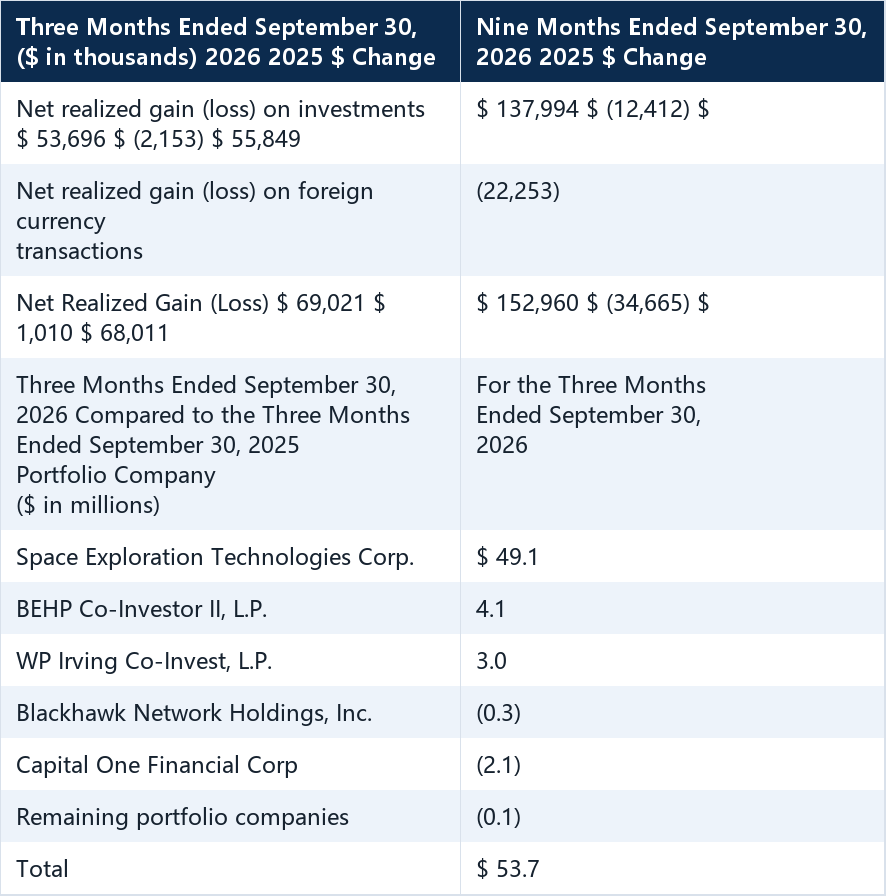 Three Months Ended September 30,
($ in thousands) 2026 2025 $ Change
Nine Months Ended September 30,
2026 2025 $ Change
Net realized gain (loss) on investments
$ 53,696 $ (2,153) $ 55,849
$ 137,994 $ (12,412) $
Net realized gain (loss) on foreign
currency
transactions
(22,253)
Net Realized Gain (Loss) $ 69,021 $
1,010 $ 68,011
$ 152,960 $ (34,665) $
Three Months Ended September 30,
2026 Compared to the Three Months
Ended September 30, 2025
Portfolio Company
($ in millions)
For the Three Months
Ended September 30,
2026
Space Exploration Technologies Corp.
$ 49.1
BEHP Co-Investor II, L.P.
4.1
WP Irving Co-Invest, L.P.
3.0
Blackhawk Network Holdings, Inc.
(0.3)
Capital One Financial Corp
(2.1)
Remaining portfolio companies
(0.1)
Total
$ 53.7